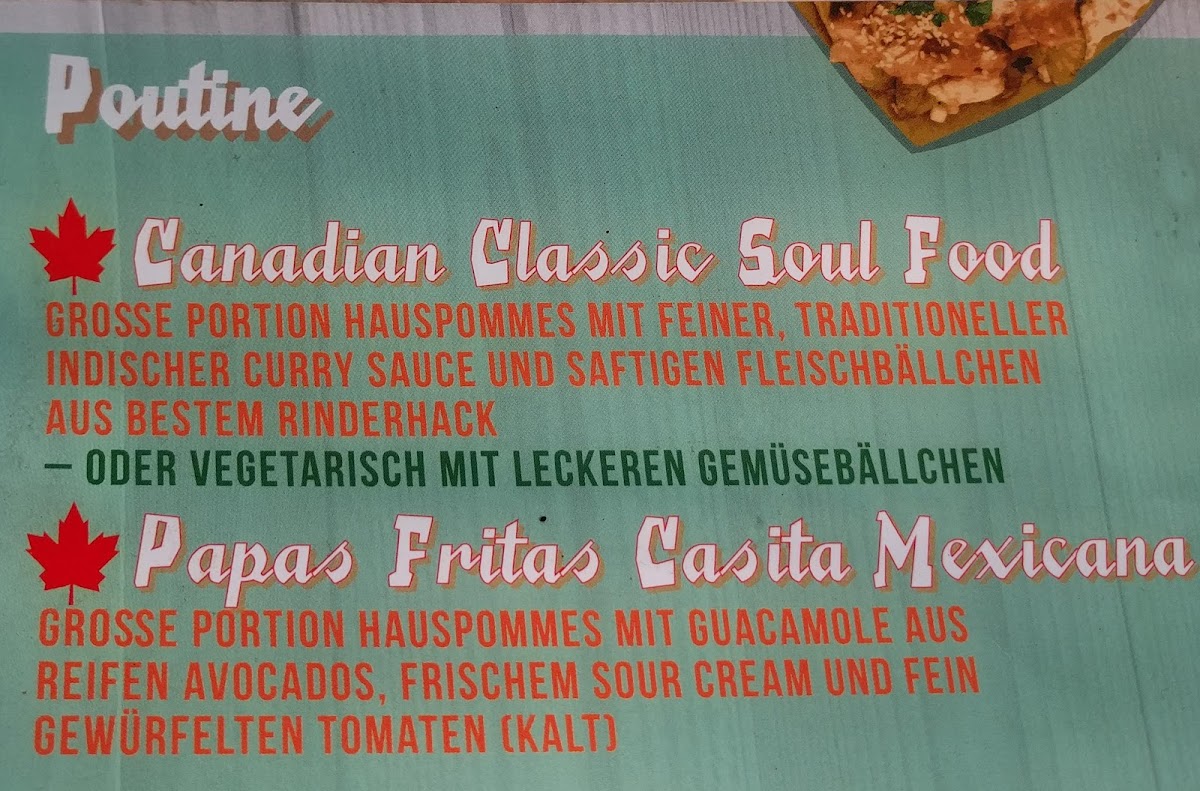 Poutine
Canadian Classic Soul Food
GROSSE PORTION HAUSPOMMES MIT FEINER, TRADITIONELLER
INDISCHER CURRY SAUCE UND SAFTIGEN FLEISCHBÄLLCHEN
AUS BESTEM RINDERHACK
– ODER VEGETARISCH MIT LECKEREN GEMÜSEBÄLLCHEN
Papas Fritas Casita Mexicana
GROSSE PORTION HAUSPOMMES MIT GUACAMOLE AUS
REIFEN AVOCADOS, FRISCHEM SOUR CREAM UND FEIN
GEWÜRFELTEN TOMATEN (KALT)